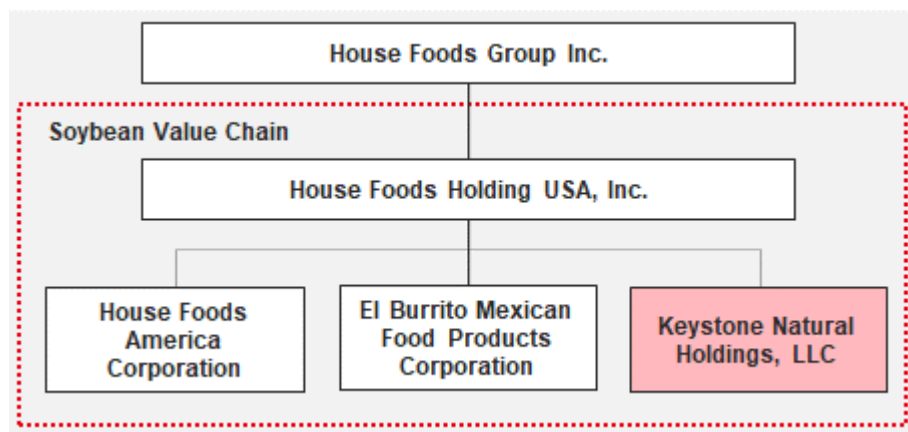 House Foods Group Inc.
Soybean Value Chain
House Foods Holding USA, Inc.
House Foods
America
Corporation
El Burrito Mexican
Food Products
Corporation
Keystone Natural
Holdings, LLC